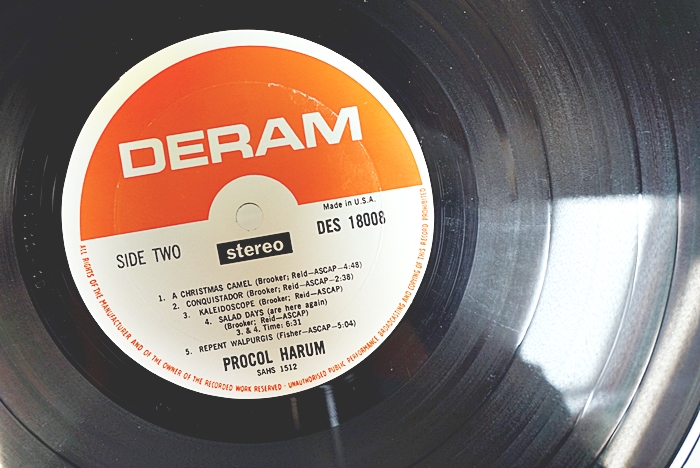 DERAM
Made in U.S.A.
DES 18008
SIDE TWO
stereo
1. A CHRISTMAS CAMEL (Brooker; Reid—ASCAP—4:48)
2. CONQUISTADOR (Brooker; Reid—ASCAP—2:38)
3. KALEIDOSCOPE (Brooker; Reid—ASCAP)
4. SALAD DAYS (are here again)
(Brooker; Reid—ASCAP)
3. & 4. Time: 6:31
5. REPENT WALPURGIS (Fisher—ASCAP—5:04)
PROCOL HARUM
SAHS 1512
ALL RIGHTS OF THE MANUFACTURER AND OF THE OWNER OF THE RECORDED WORK RESERVED · UNAUTHORISED PUBLIC PERFORMANCE BROADCASTING AND COPYING OF THIS RECORD PROHIBITED